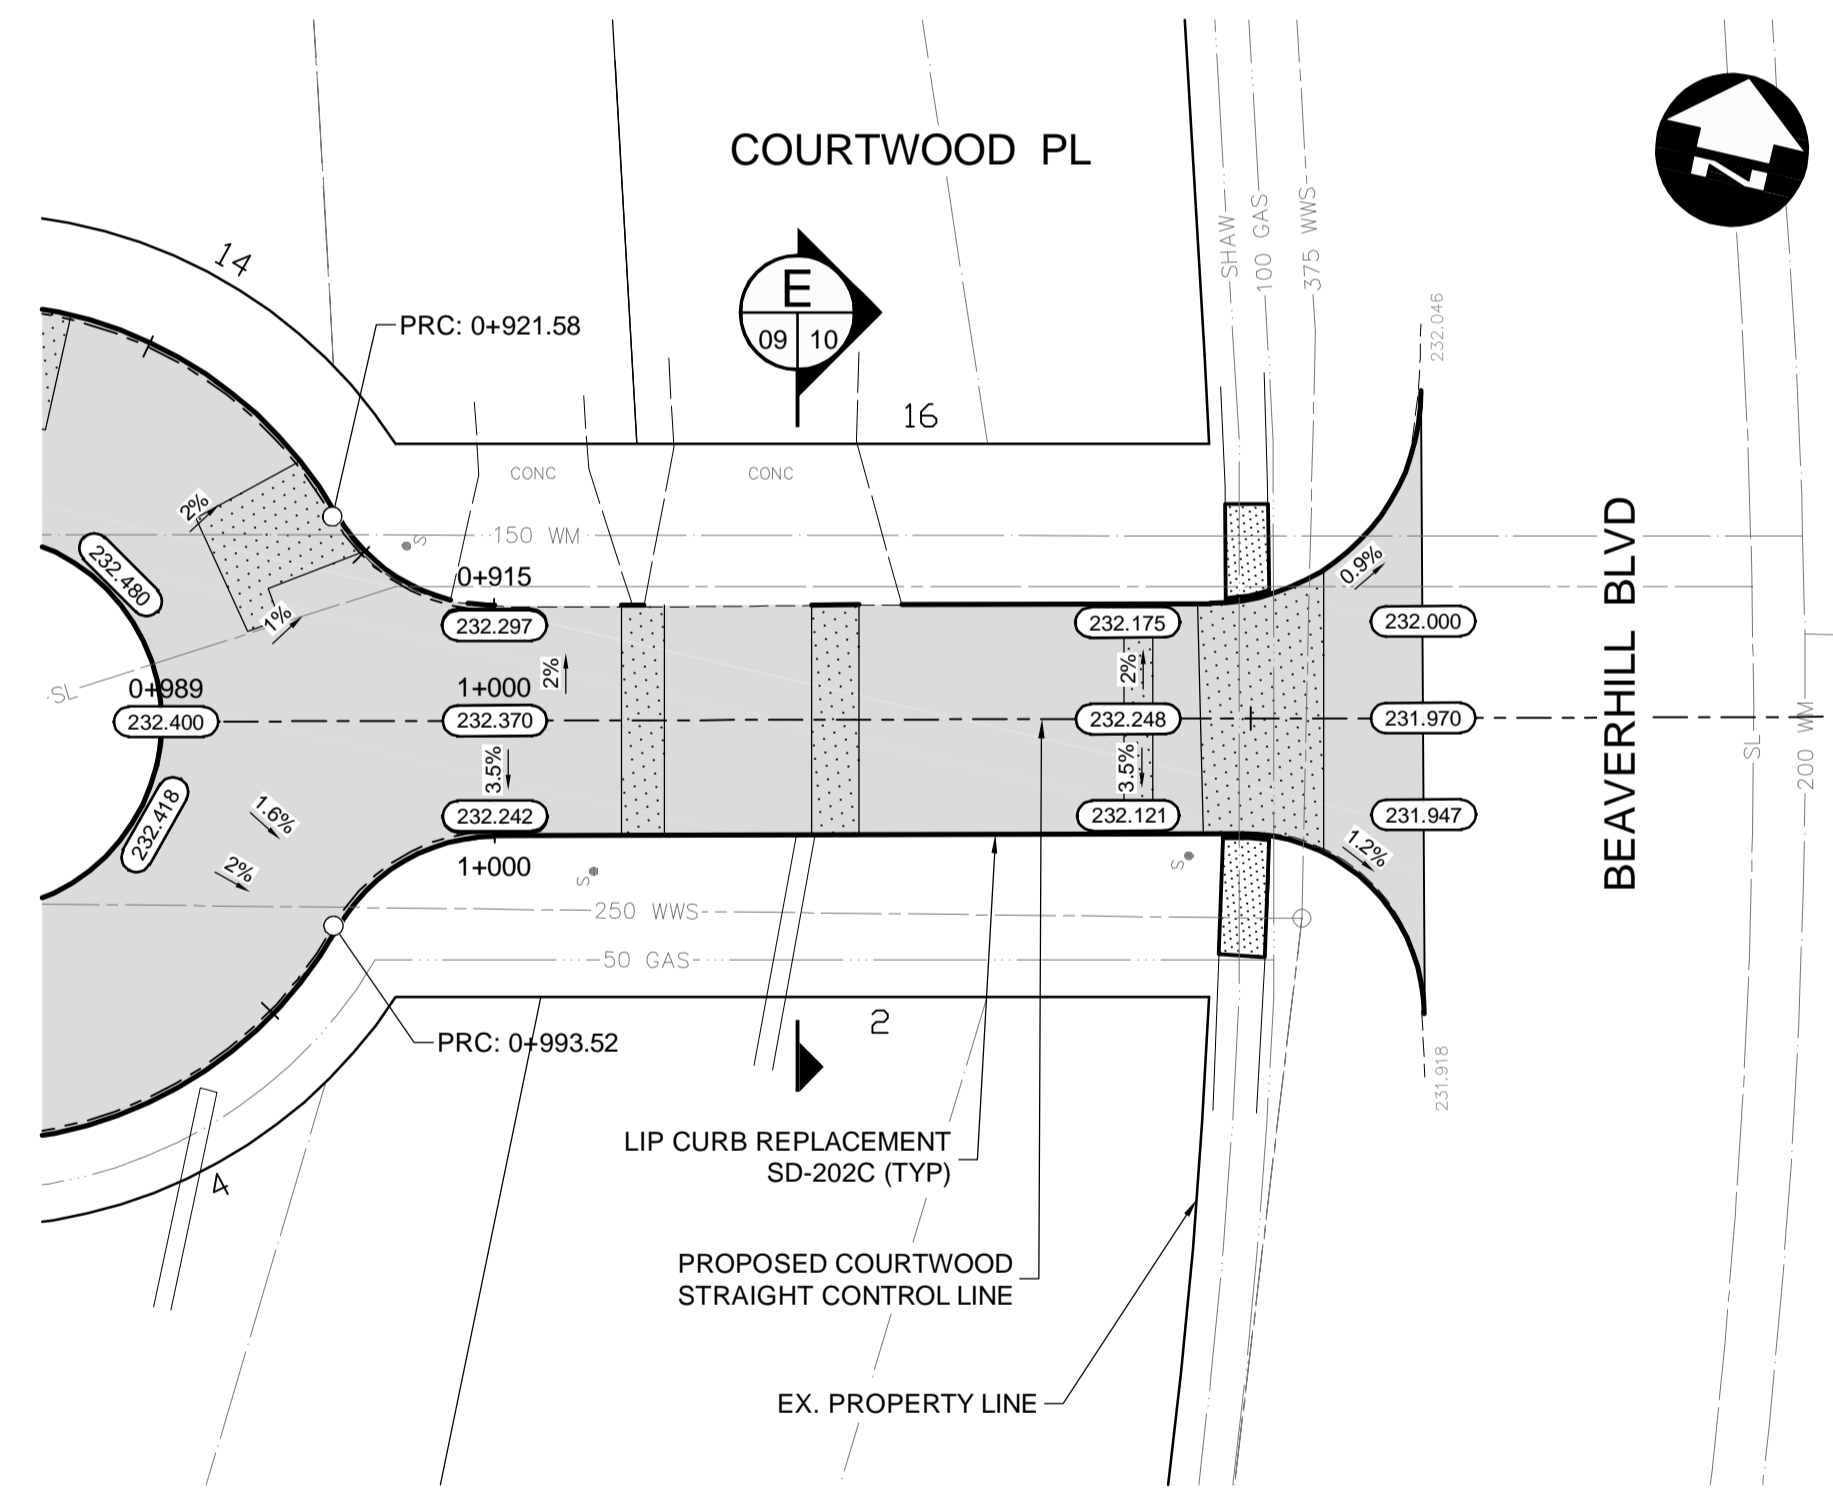 COURTWOOD PL
N
SHAW
100 GAS
375 WWS
14
PRC: 0+921.58
E
09
10
16
232.046
CONC
CONC
2%
150 WM
S
232.480
1%
0+915
232.297
232.175
0.9%
232.000
BEAVERHILL BLVD
SL
0+989
232.400
1+000
2%
232.370
2%
232.248
231.970
SL
200 WM
232.418
1.6%
2%
3.5%
232.242
1+000
3.5%
232.121
231.947
1.2%
S
S
250 WWS
50 GAS
PRC: 0+993.52
2
231.918
4
LIP CURB REPLACEMENT
SD-202C (TYP)
PROPOSED COURTWOOD
STRAIGHT CONTROL LINE
EX. PROPERTY LINE